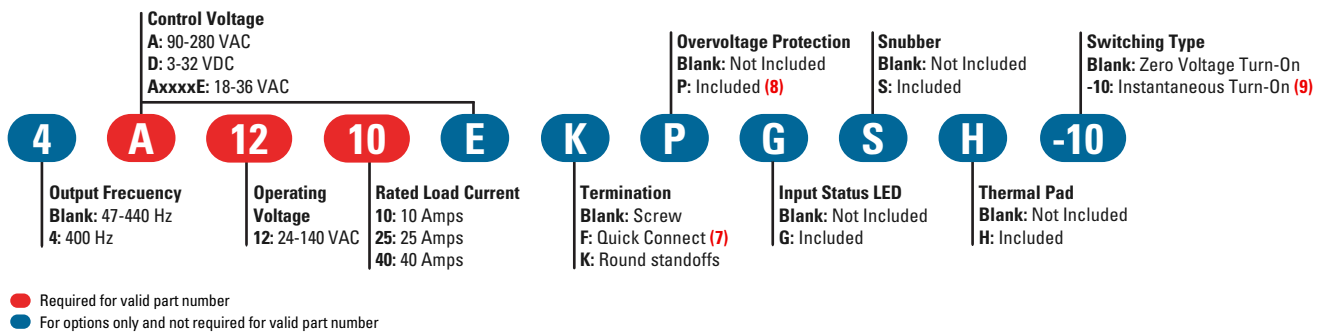 Control Voltage
A: 90-280 VAC
D: 3-32 VDC
AxxxxE: 18-36 VAC
Overvoltage Protection
Blank: Not Included
P: Included (8)
Snubber
Blank: Not Included
S: Included
Switching Type
Blank: Zero Voltage Turn-On
-10: Instantaneous Turn-On (9)
4 A 12 10 E K P G S H -10
Output Frecuency
Blank: 47-440 Hz
4: 400 Hz
Operating
Voltage
12: 24-140 VAC
Rated Load Current
10: 10 Amps
25: 25 Amps
40: 40 Amps
Termination
Blank: Screw
F: Quick Connect (7)
K: Round standoffs
Input Status LED
Blank: Not Included
G: Included
Thermal Pad
Blank: Not Included
H: Included
Required for valid part number
For options only and not required for valid part number